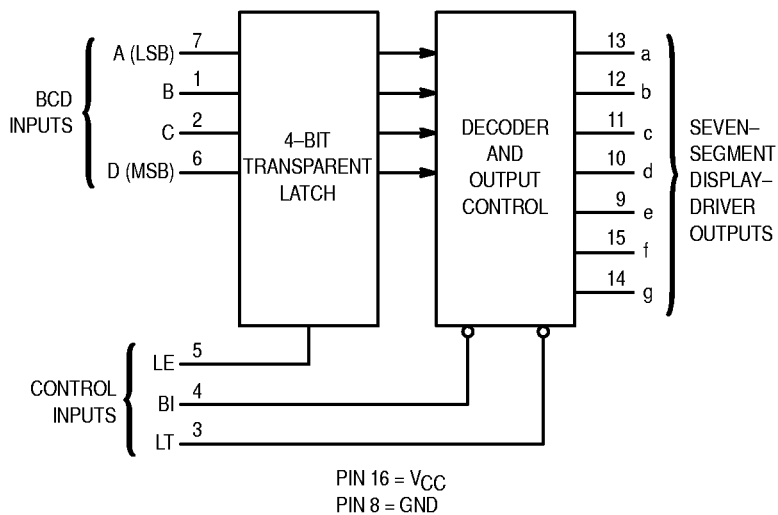 BCD
INPUTS
A (LSB) 7
B 1
C 2
D (MSB) 6
4–BIT
TRANSPARENT
LATCH
DECODER
AND
OUTPUT
CONTROL
13 a
12 b
11 c
10 d
9 e
15 f
14 g
SEVEN–
SEGMENT
DISPLAY–
DRIVER
OUTPUTS
CONTROL
INPUTS
LE 5
BI 4
LT 3
PIN 16 = VCC
PIN 8 = GND